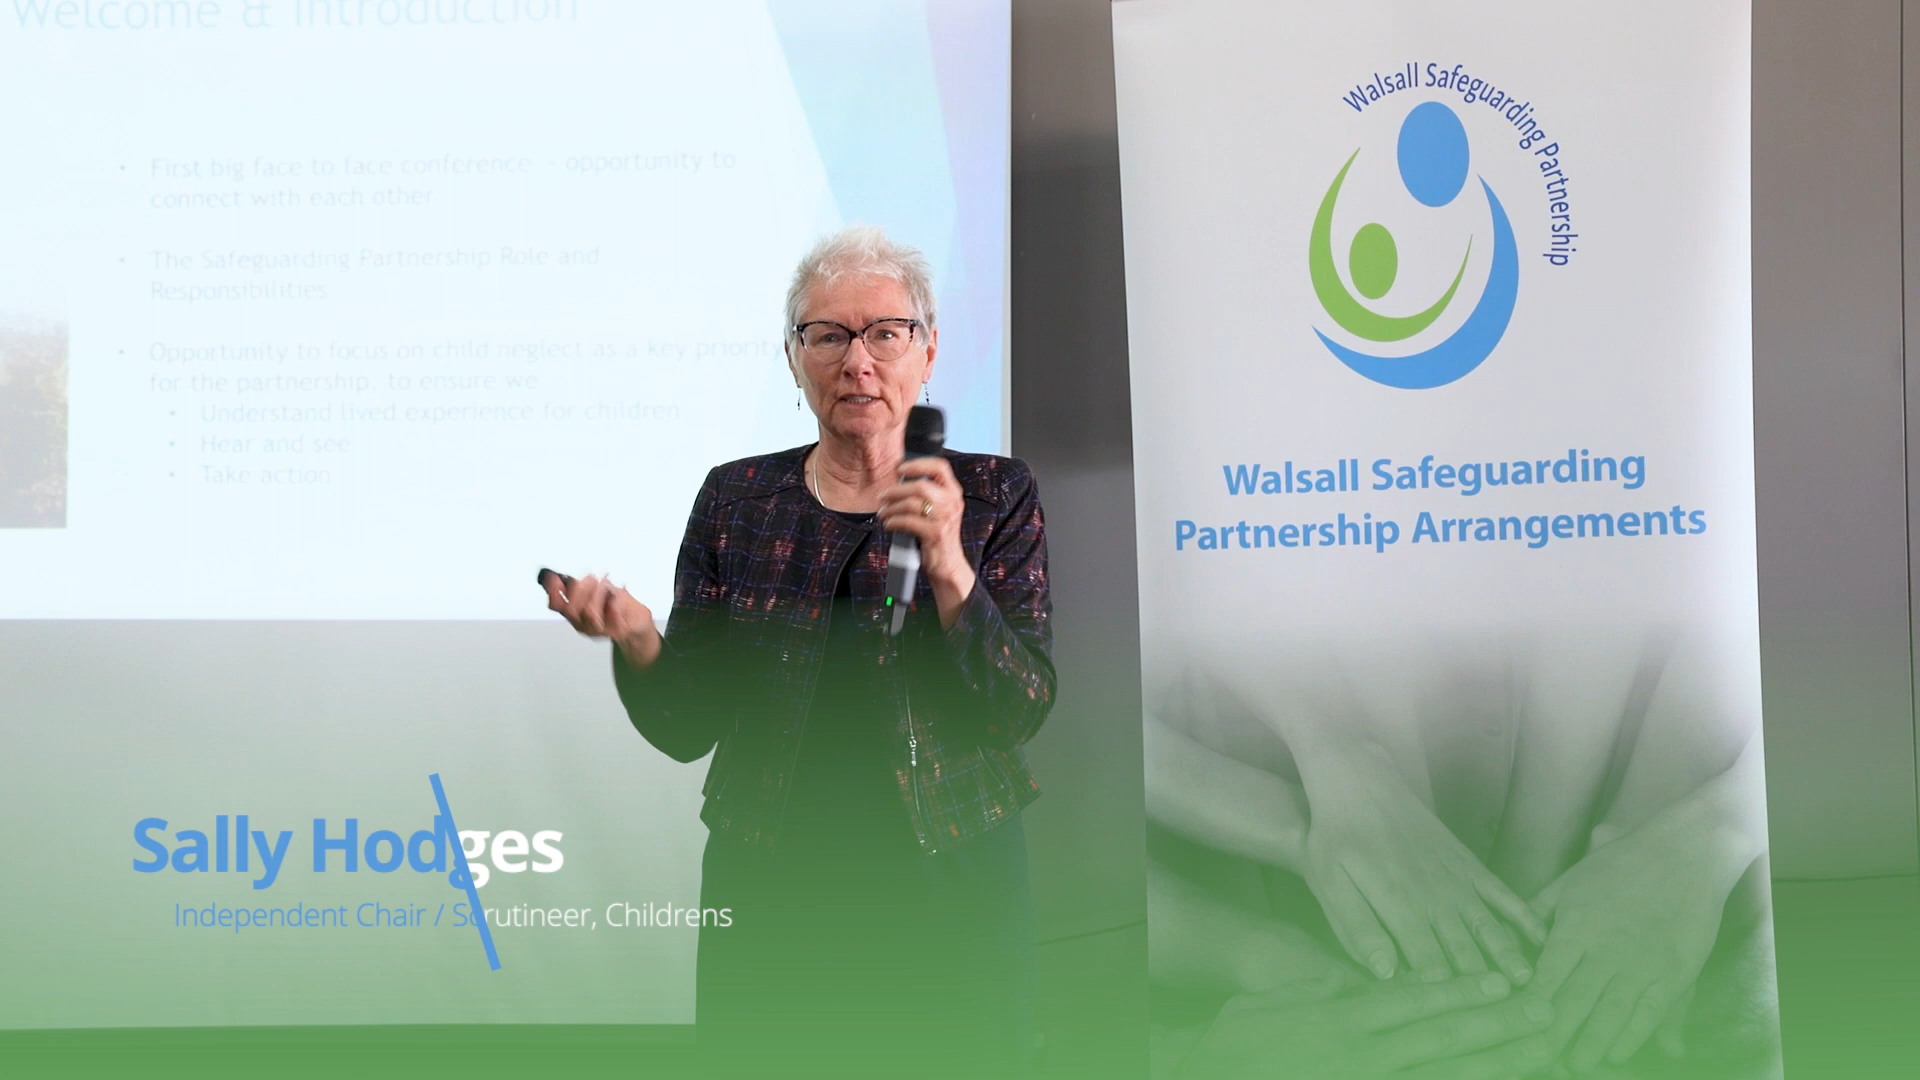 Welcome & Introduction
• First big face to face conference – opportunity to
connect with each other
• The Safeguarding Partnership Role and
Responsibilities
• Opportunity to focus on child neglect as a key priority
for the partnership, to ensure we
• Understand lived experience for children
• Hear and see
• Take action
Walsall Safeguarding Partnership
Walsall Safeguarding
Partnership Arrangements
Sally Hodges
Independent Chair / Scrutineer, Childrens